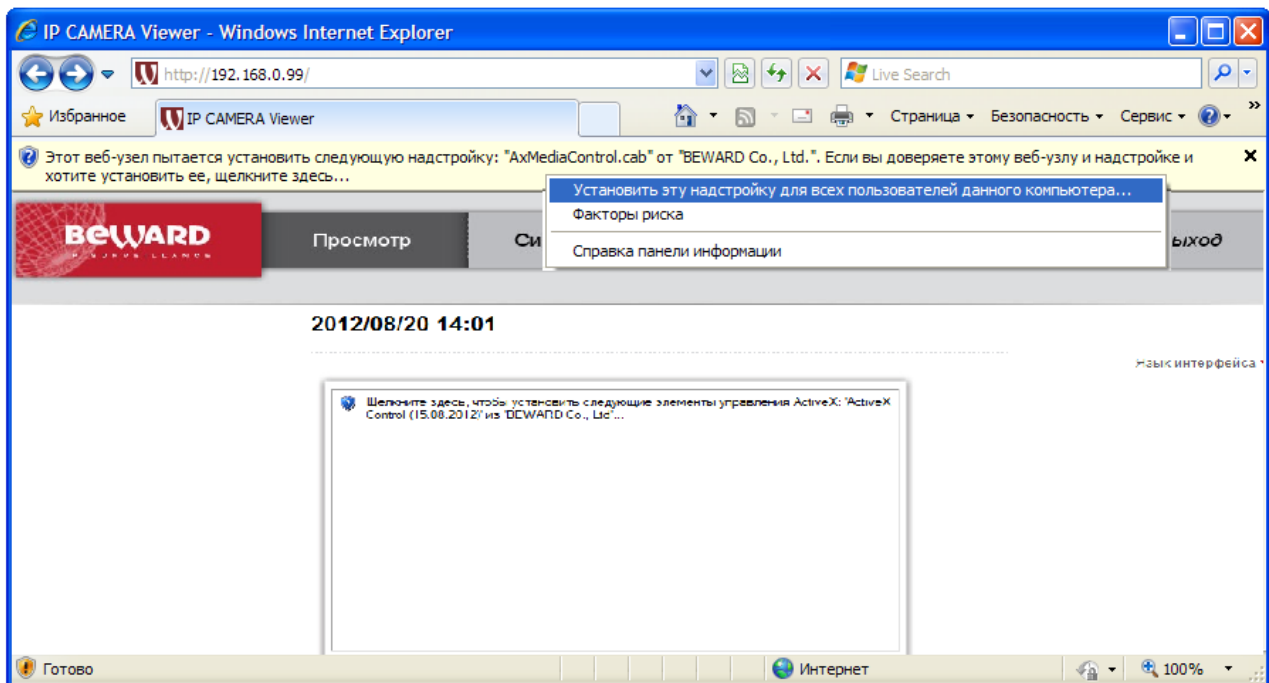 IP CAMERA Viewer - Windows Internet Explorer
http://192.168.0.99/
Live Search
Избранное
IP CAMERA Viewer
Страница
Безопасность
Сервис
Этот веб-узел пытается установить следующую надстройку: "AxMediaControl.cab" от "BEWARD Co., Ltd.". Если вы доверяете этому веб-узлу и надстройке и
хотите установить ее, щелкните здесь...
Установить эту надстройку для всех пользователей данного компьютера...
Факторы риска
Справка панели информации
BEWARD
Просмотр
Си
ыход
2012/08/20 14:01
Язык интерфейса
Щелкните здесь, чтобы установить следующие элементы управления ActiveX: 'ActiveX
Control (15.08.2012)' из 'BEWARD Co., Ltd'...
Готово
Интернет
100%